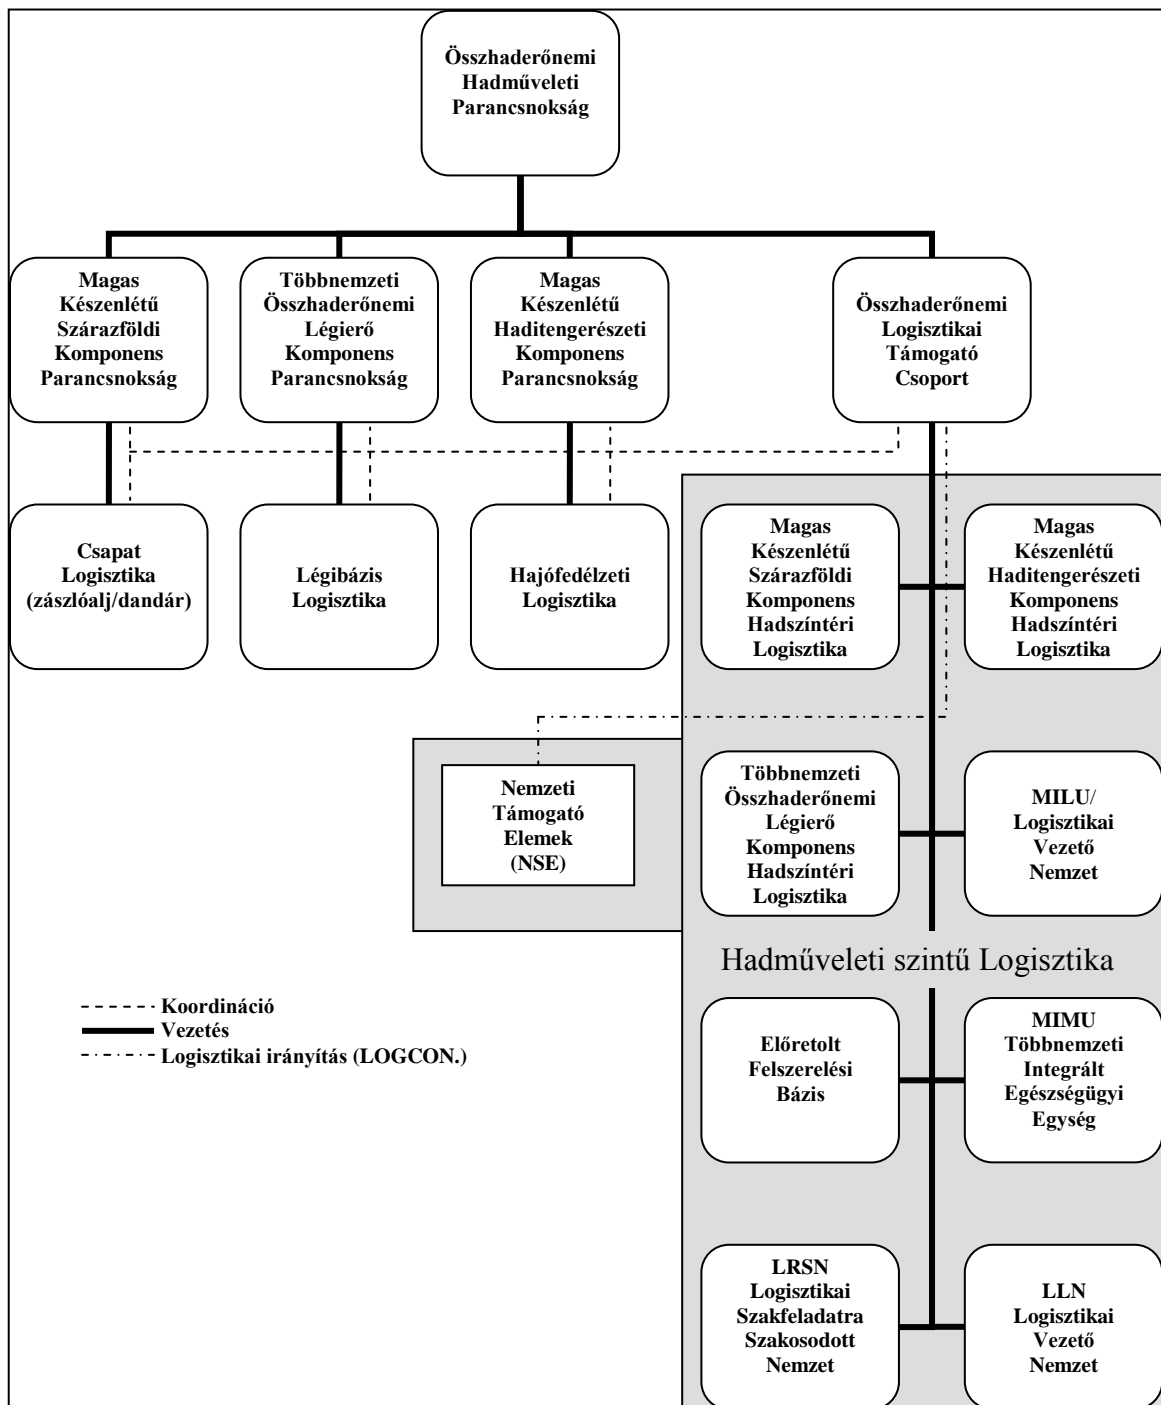 Összhaderőnemi
Hadműveleti
Parancsnokság
Magas
Készenlétű
Szárazföldi
Komponens
Parancsnokság
Többnemzeti
Összhaderőnemi
Légierő
Komponens
Parancsnokság
Magas
Készenlétű
Haditengerészeti
Komponens
Parancsnokság
Összhaderőnemi
Logisztikai
Támogató
Csoport
Csapat
Logisztika
(zászlóalj/dandár)
Légibázis
Logisztika
Hajófedélzeti
Logisztika
Magas
Készenlétű
Szárazföldi
Komponens
Hadszíntéri
Logisztika
Magas
Készenlétű
Haditengerészeti
Komponens
Hadszíntéri
Logisztika
Nemzeti
Támogató
Elemek
(NSE)
Többnemzeti
Összhaderőnemi
Légierő
Komponens
Hadszíntéri
Logisztika
MILU/
Logisztikai
Vezető
Nemzet
Hadműveleti szintű Logisztika
Koordináció
Vezetés
Logisztikai irányítás (LOGCON.)
Előretolt
Felszerelési
Bázis
MIMU
Többnemzeti
Integrált
Egészségügyi
Egység
LRSN
Logisztikai
Szakfeladatra
Szakosodott
Nemzet
LLN
Logisztikai
Vezető
Nemzet